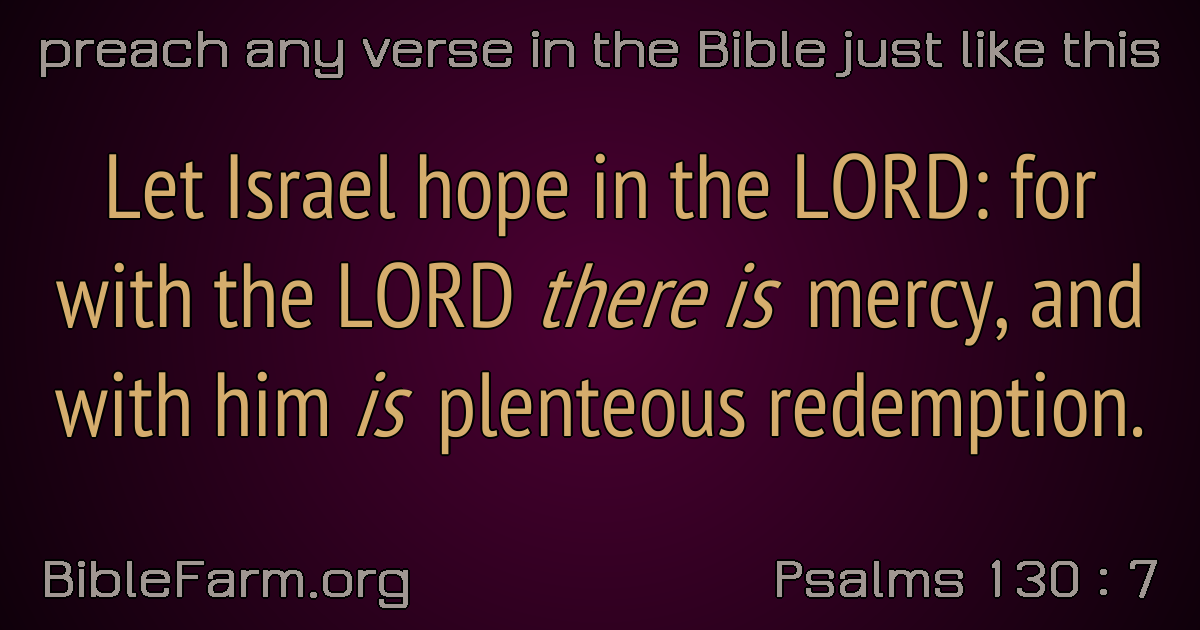 preach any verse in the Bible just like this
Let Israel hope in the LORD: for
with the LORD there is mercy, and
with him is plenteous redemption.
BibleFarm.org
Psalms 130 : 7